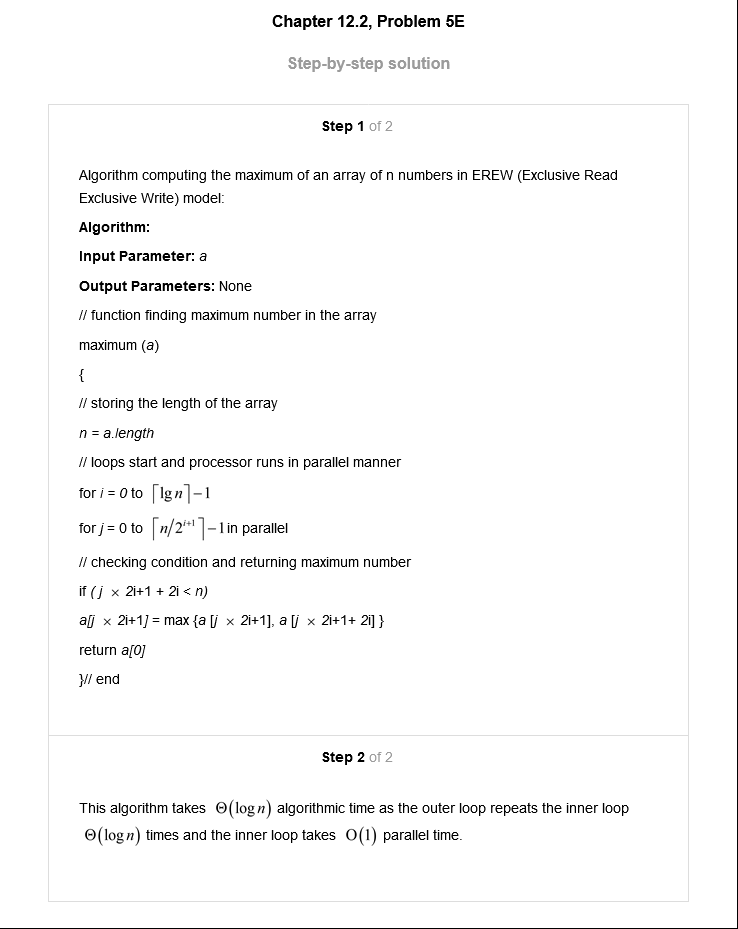 Chapter 12.2, Problem 5E
Step-by-step solution
Step 1 of 2
Algorithm computing the maximum of an array of n numbers in EREW (Exclusive Read
Exclusive Write) model:
Algorithm:
Input Parameter: a
Output Parameters: None
// function finding maximum number in the array
maximum (a)
{
// storing the length of the array
n = a.length
// loops start and processor runs in parallel manner
for i = 0 to ⌈lg n⌉−1
for j = 0 to ⌈n/2^{i+1}⌉−1 in parallel
// checking condition and returning maximum number
if ( j × 2i+1 + 2i < n)
a[j × 2i+1] = max {a [j × 2i+1], a [j × 2i+1+ 2i] }
return a[0]
}// end
Step 2 of 2
This algorithm takes Θ(log n) algorithmic time as the outer loop repeats the inner loop
Θ(log n) times and the inner loop takes O(1) parallel time.